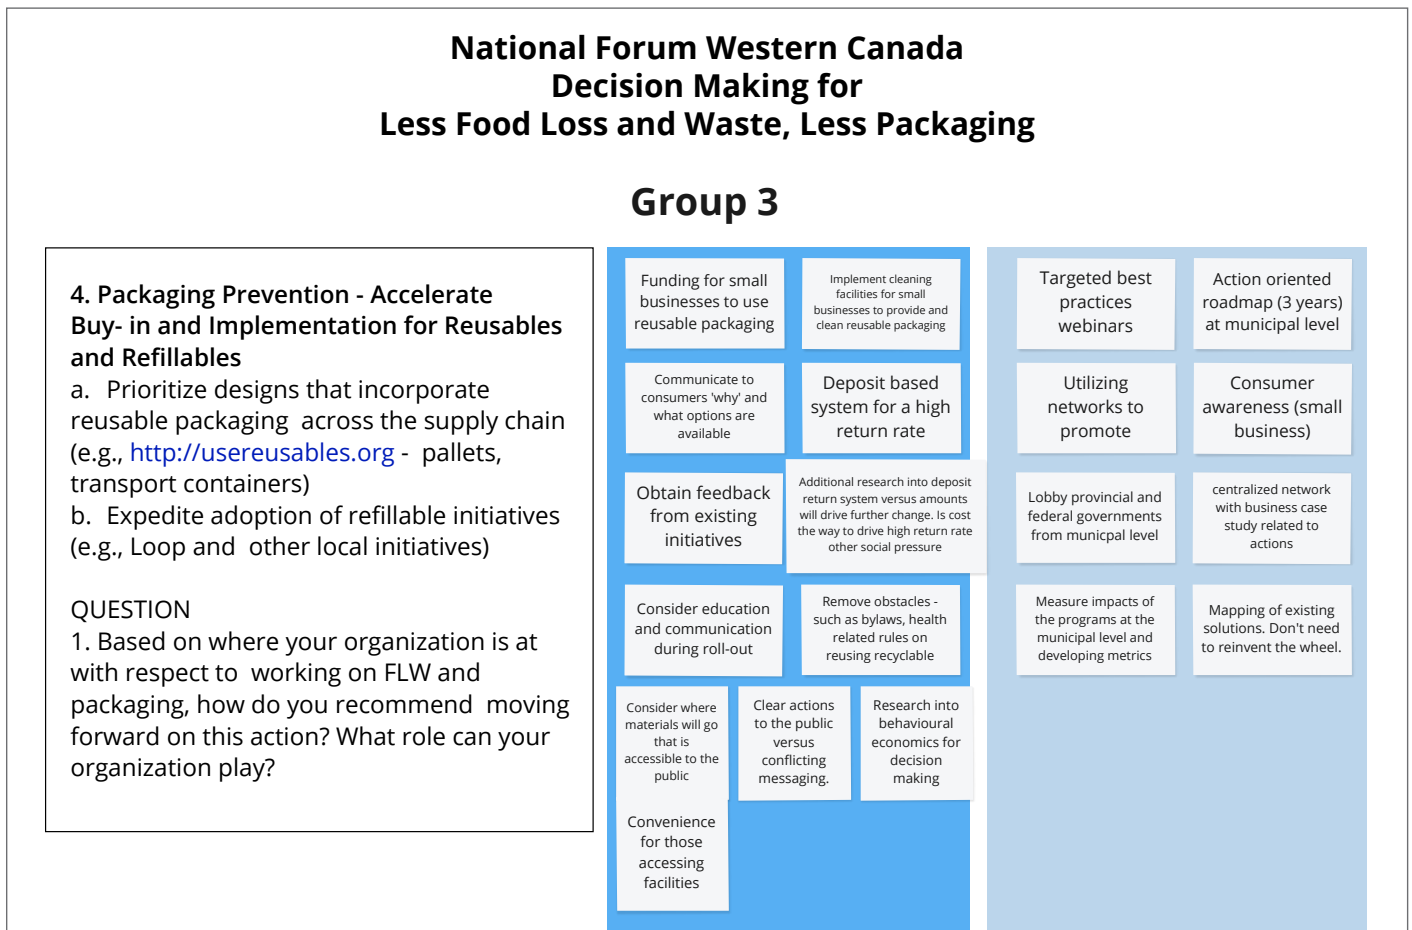 National Forum Western Canada
Decision Making for
Less Food Loss and Waste, Less Packaging
Group 3
4. Packaging Prevention - Accelerate
Buy- in and Implementation for Reusables
and Refillables
a. Prioritize designs that incorporate
reusable packaging across the supply chain
(e.g., http://usereusables.org - pallets,
transport containers)
b. Expedite adoption of refillable initiatives
(e.g., Loop and other local initiatives)
QUESTION
1. Based on where your organization is at
with respect to working on FLW and
packaging, how do you recommend moving
forward on this action? What role can your
organization play?
Funding for small
businesses to use
reusable packaging
Implement cleaning
facilities for small
businesses to provide and
clean reusable packaging
Communicate to
consumers 'why' and
what options are
available
Deposit based
system for a high
return rate
Obtain feedback
from existing
initiatives
Additional research into deposit
return system versus amounts
will drive further change. Is cost
the way to drive high return rate
other social pressure
Consider education
and communication
during roll-out
Remove obstacles -
such as bylaws, health
related rules on
reusing recyclable
Consider where
materials will go
that is
accessible to the
public
Clear actions
to the public
versus
conflicting
messaging.
Research into
behavioural
economics for
decision
making
Convenience
for those
accessing
facilities
Targeted best
practices
webinars
Action oriented
roadmap (3 years)
at municipal level
Utilizing
networks to
promote
Consumer
awareness (small
business)
Lobby provincial and
federal governments
from municpal level
centralized network
with business case
study related to
actions
Measure impacts of
the programs at the
municipal level and
developing metrics
Mapping of existing
solutions. Don't need
to reinvent the wheel.